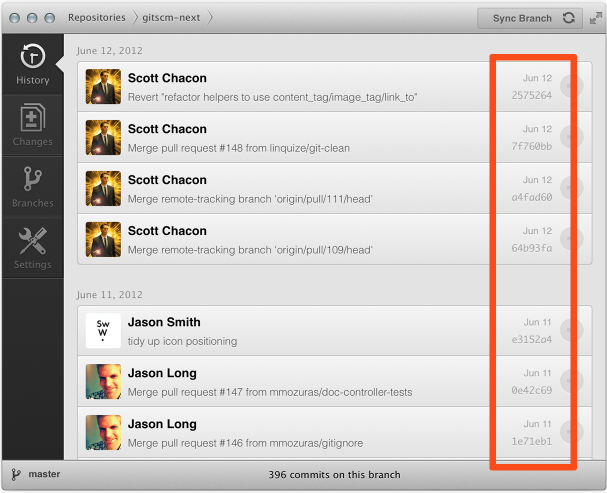 Repositories gitscm-next Sync Branch
History
Changes
Branches
Settings
June 12, 2012
Scott Chacon Jun 12
Revert "refactor helpers to use content_tag/image_tag/link_to" 2575264
Scott Chacon Jun 12
Merge pull request #148 from linquize/git-clean 7f760bb
Scott Chacon Jun 12
Merge remote-tracking branch 'origin/pull/111/head' a4fad60
Scott Chacon Jun 12
Merge remote-tracking branch 'origin/pull/109/head' 64b93fa
June 11, 2012
Sw
W.
Jason Smith Jun 11
tidy up icon positioning e3152a4
Jason Long Jun 11
Merge pull request #147 from mmozuras/doc-controller-tests 0e42c69
Jason Long Jun 11
Merge pull request #146 from mmozuras/gitignore 1e71eb1
master 396 commits on this branch